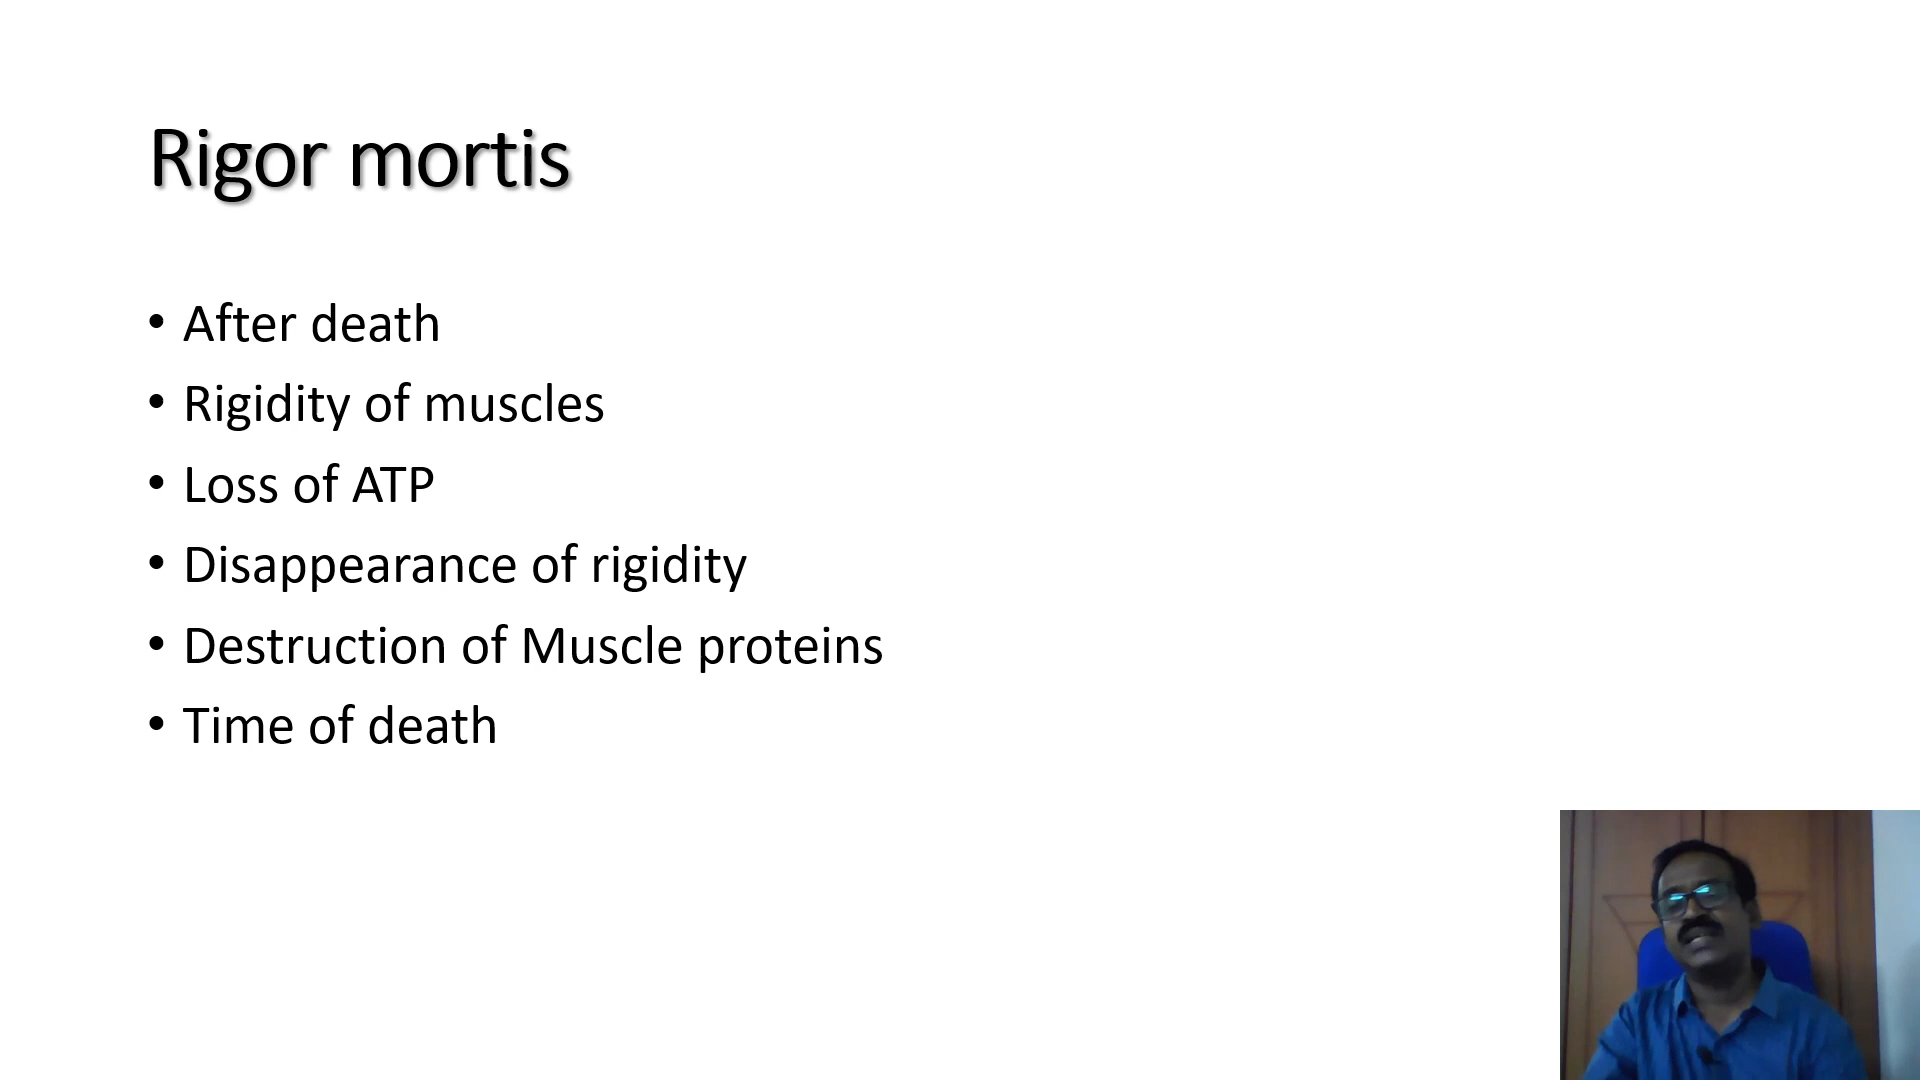 Rigor mortis
• After death
• Rigidity of muscles
• Loss of ATP
• Disappearance of rigidity
• Destruction of Muscle proteins
• Time of death